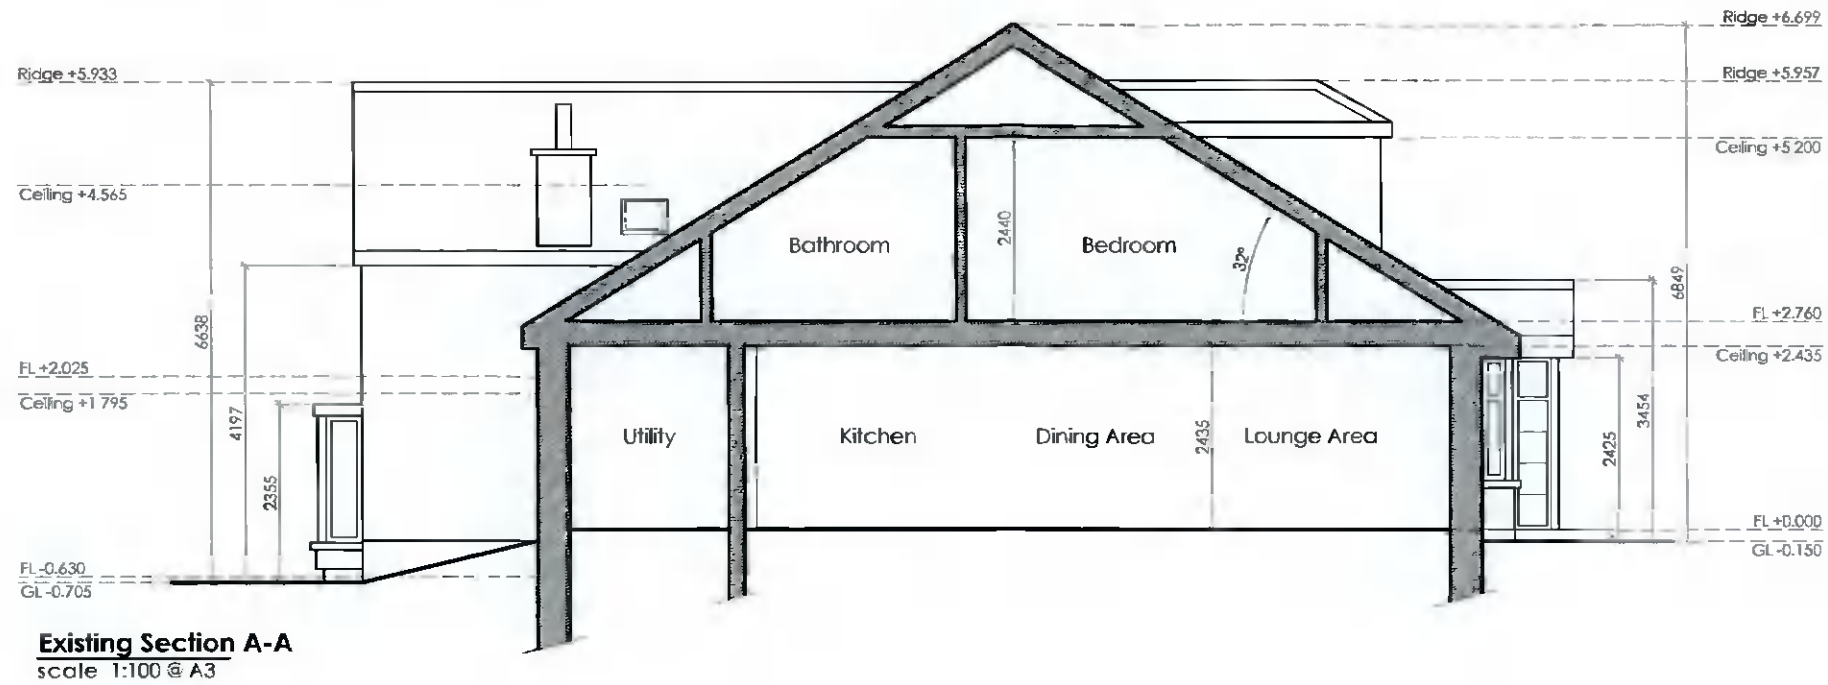 Ridge +6.699
Ridge +5.933
Ridge +5.957
Ceiling +5 200
Ceiling +4.565
Bathroom
2440
Bedroom
32°
6849
6638
FL +2.760
Ceiling +2.435
FL +2.025
Ceiling +1 795
4197
2355
Utility
Kitchen
Dining Area
2435
Lounge Area
2425
3454
FL +0.000
GL -0.150
FL -0.630
GL -0.705
Existing Section A-A
scale 1:100 @ A3